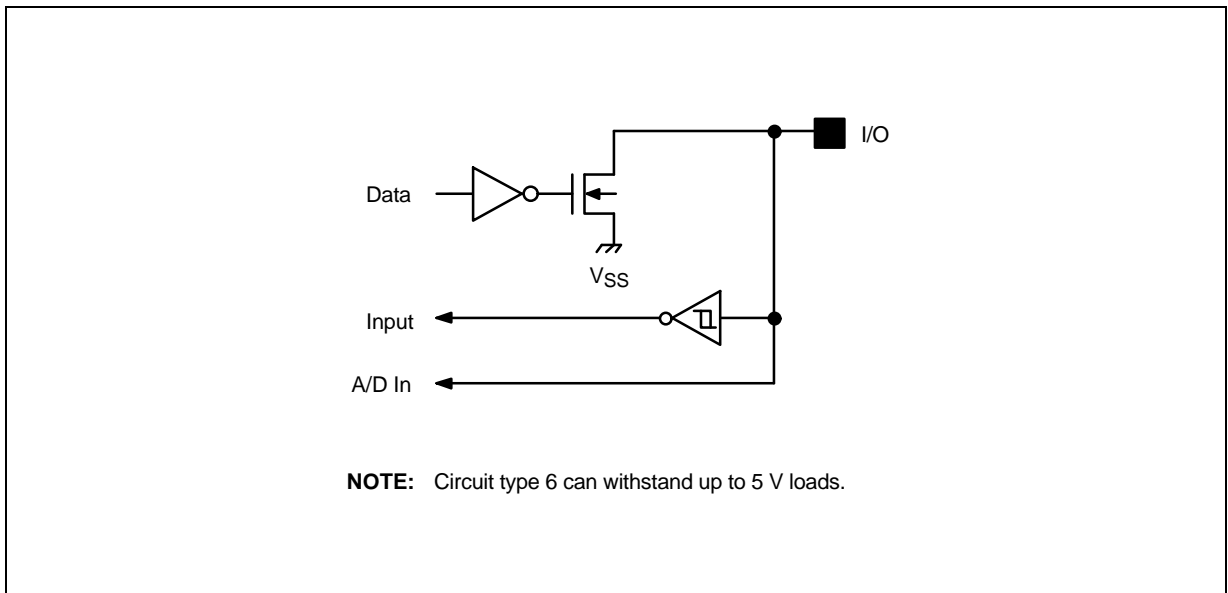 I/O
Data
VSS
Input
A/D In
NOTE: Circuit type 6 can withstand up to 5 V loads.